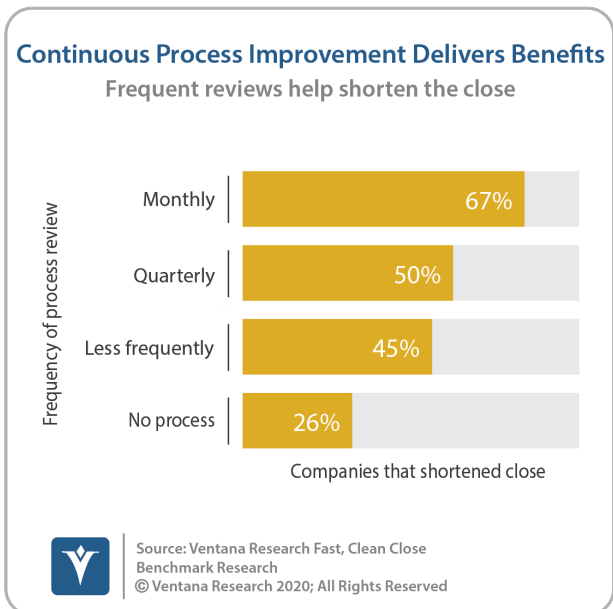 Continuous Process Improvement Delivers Benefits
Frequent reviews help shorten the close
Frequency of process review
Monthly
67%
Quarterly
50%
Less frequently
45%
No process
26%
Companies that shortened close
Source: Ventana Research Fast, Clean Close
Benchmark Research
© Ventana Research 2020; All Rights Reserved